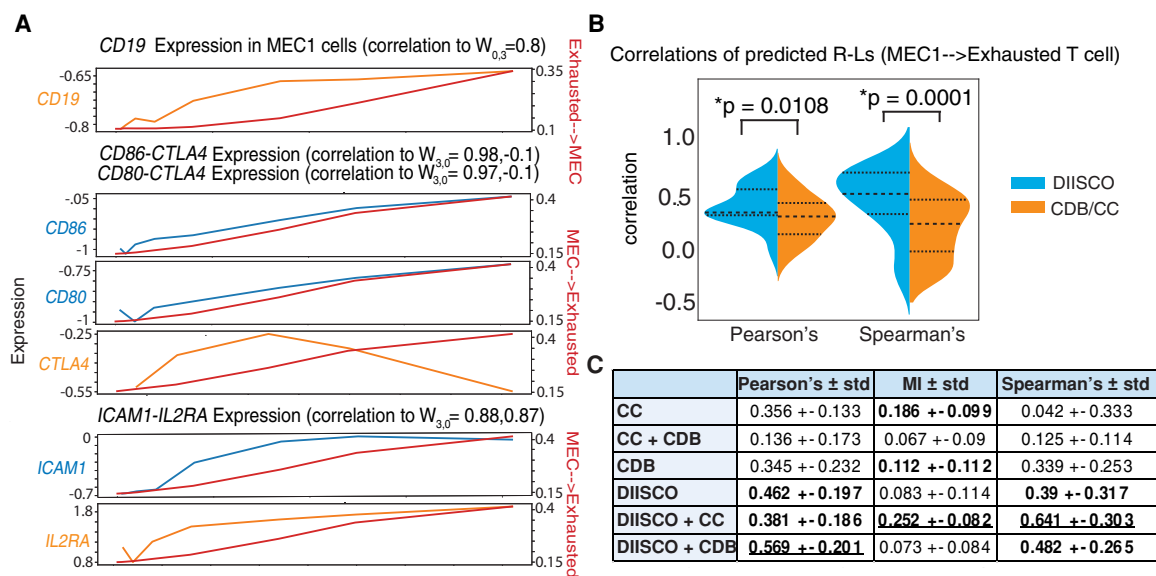 A
CD19 Expression in MEC1 cells (correlation to W0,3=0.8)
-0.65
CD19
-0.8
0.35
0.1
Exhausted-->MEC
CD86-CTLA4 Expression (correlation to W3,0= 0.98,-0.1)
CD80-CTLA4 Expression (correlation to W3,0= 0.97,-0.1)
-.05
CD86
-1
0.4
0.15
-0.75
CD80
-1
0.4
0.15
-0.25
CTLA4
-0.55
0.4
0.15
MEC-->Exhausted
Expression
ICAM1-IL2RA Expression (correlation to W3,0= 0.88,0.87)
0
ICAM1
-0.7
0.4
0.15
1.8
IL2RA
0.8
0.4
0.15
MEC-->Exhausted
B
Correlations of predicted R-Ls (MEC1-->Exhausted T cell)
*p = 0.0108
*p = 0.0001
1.0
0.5
0.0
-0.5
correlation
Pearson's
Spearman's
DIISCO
CDB/CC
C
Pearson's ± std MI ± std Spearman's ± std
CC 0.356 +-0.133 0.186 +-0.099 0.042 +-0.333
CC + CDB 0.136 +-0.173 0.067 +-0.09 0.125 +-0.114
CDB 0.345 +-0.232 0.112 +-0.112 0.339 +-0.253
DIISCO 0.462 +-0.197 0.083 +-0.114 0.39 +-0.317
DIISCO + CC 0.381 +-0.186 0.252 +-0.082 0.641 +-0.303
DIISCO + CDB 0.569 +-0.201 0.073 +-0.084 0.482 +-0.265